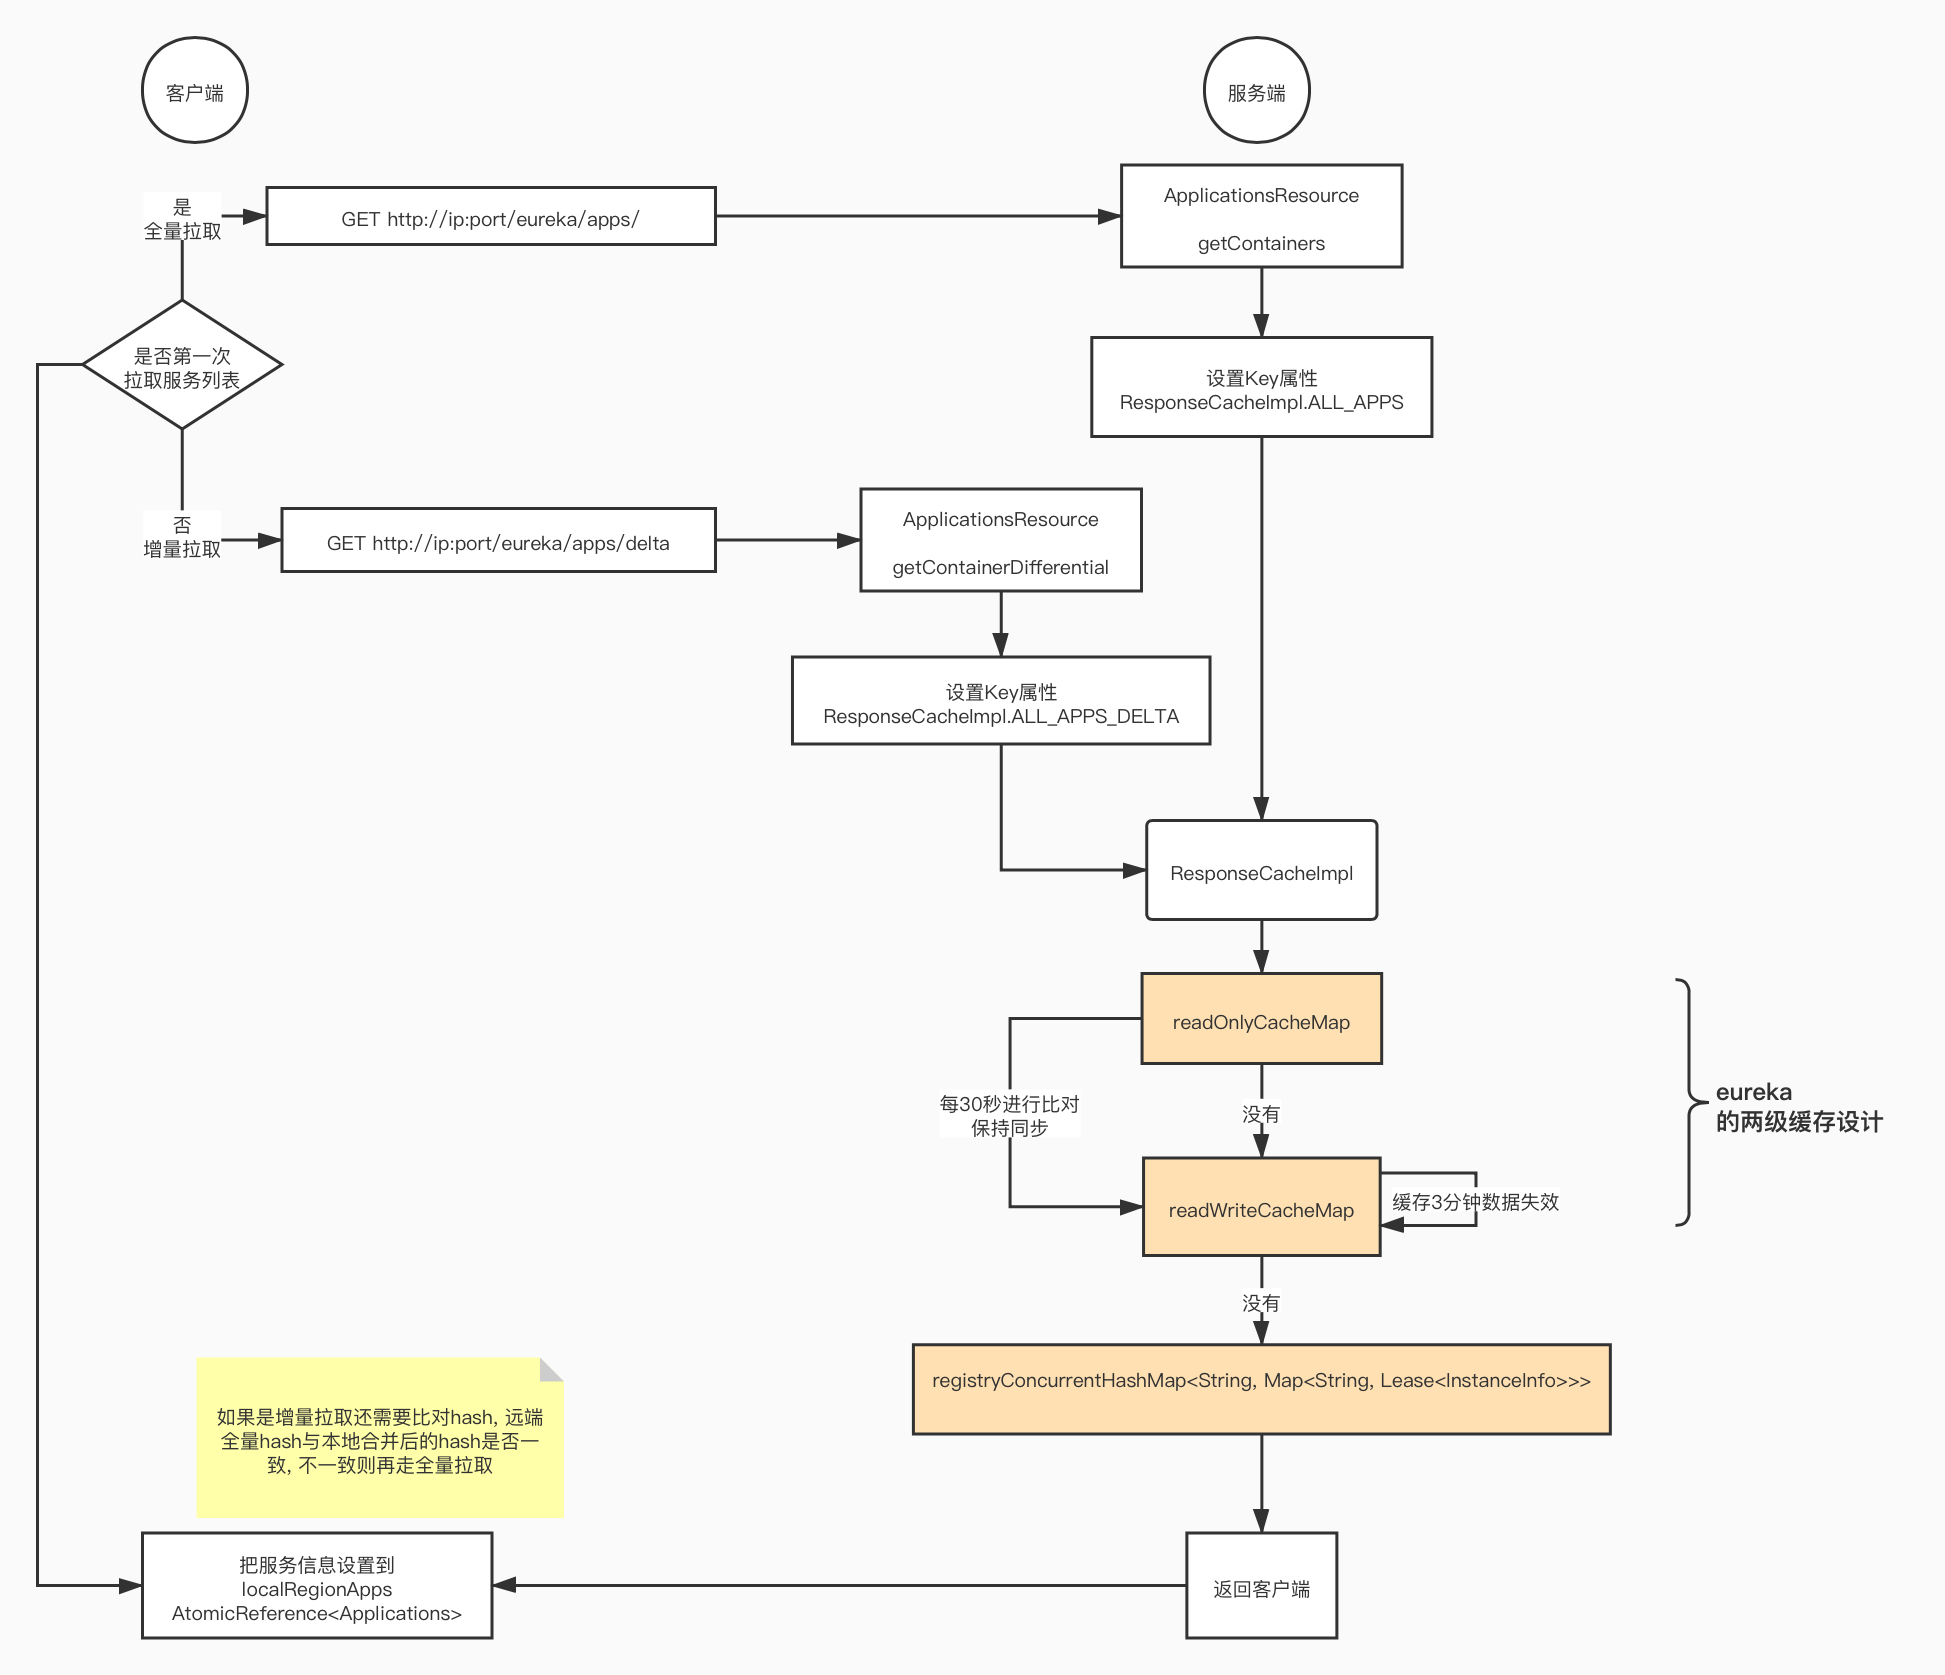 客户端
服务端
是
全量拉取
GET http://ip:port/eureka/apps/
ApplicationsResource
getContainers
是否第一次
拉取服务列表
设置Key属性
ResponseCacheImpl.ALL_APPS
否
增量拉取
GET http://ip:port/eureka/apps/delta
ApplicationsResource
getContainerDifferential
设置Key属性
ResponseCacheImpl.ALL_APPS_DELTA
ResponseCacheImpl
readOnlyCacheMap
每30秒进行比对
保持同步
没有
eureka
的两级缓存设计
readWriteCacheMap
缓存3分钟数据失效
没有
registryConcurrentHashMap<String, Map<String, Lease<InstanceInfo>>>
如果是增量拉取还需要比对hash, 远端
全量hash与本地合并后的hash是否一
致, 不一致则再走全量拉取
把服务信息设置到
localRegionApps
AtomicReference<Applications>
返回客户端